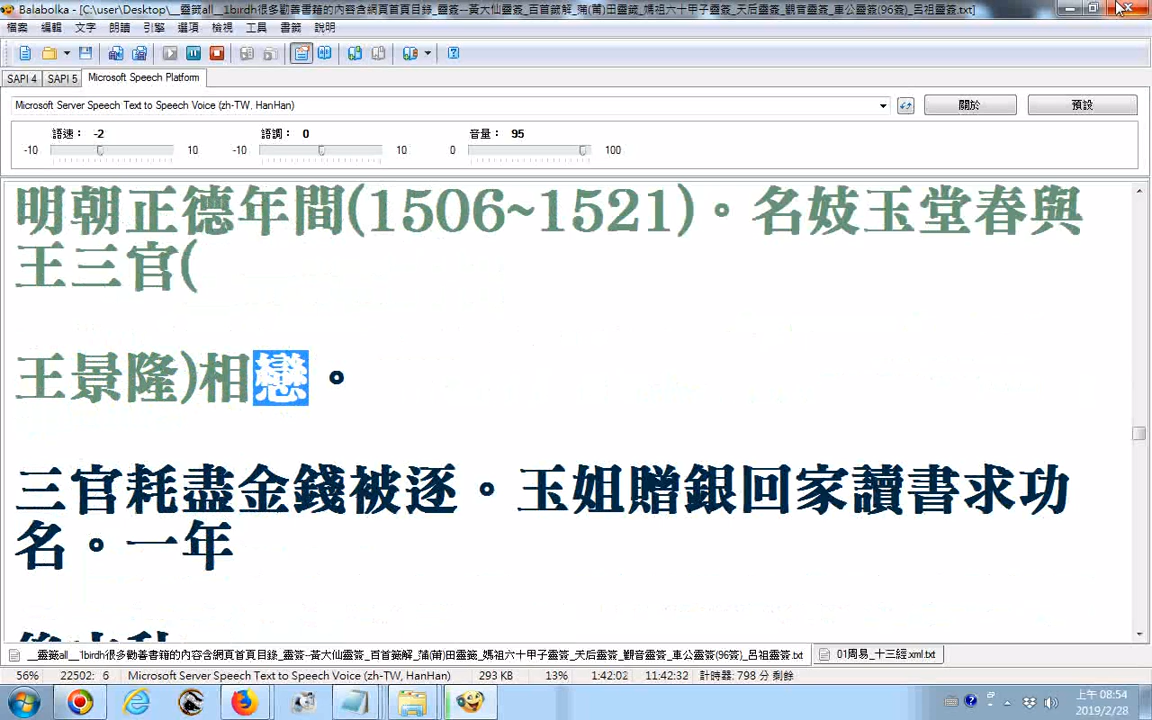 Balabolka - [C:\user\Desktop\__靈籤all__1birdh很多勸善書籍的內容含網頁首頁目錄_靈簽--黃大仙靈簽_百首籤解_蒲(莆)田靈籤_媽祖六十甲子靈簽_天后靈簽_觀音靈簽_車公靈簽(96簽)_呂祖靈簽.txt]
檔案 編輯 文字 朗讀 引擎 選項 檢視 工具 書籤 說明
SAPI 4 SAPI 5 Microsoft Speech Platform
Microsoft Server Speech Text to Speech Voice (zh-TW, HanHan) 關於 預設
語速： -2 語調： 0 音量： 95
-10 10 -10 10 0 100
明朝正德年間(1506~1521)。名妓玉堂春與
王三官(
王景隆)相戀。
三官耗盡金錢被逐。玉姐贈銀回家讀書求功
名。一年
__靈籤all__1birdh很多勸善書籍的內容含網頁首頁目錄_靈簽--黃大仙靈簽_百首籤解_蒲(莆)田靈籤_媽祖六十甲子靈簽_天后靈簽_觀音靈簽_車公靈簽(96簽)_呂祖靈簽.txt 01周易_十三經.xml.txt
56% 22502: 6 Microsoft Server Speech Text to Speech Voice (zh-TW, HanHan) 293 KB 13% 1:42:02 11:42:32 計時器: 798 分 剩餘
上午 08:54
2019/2/28